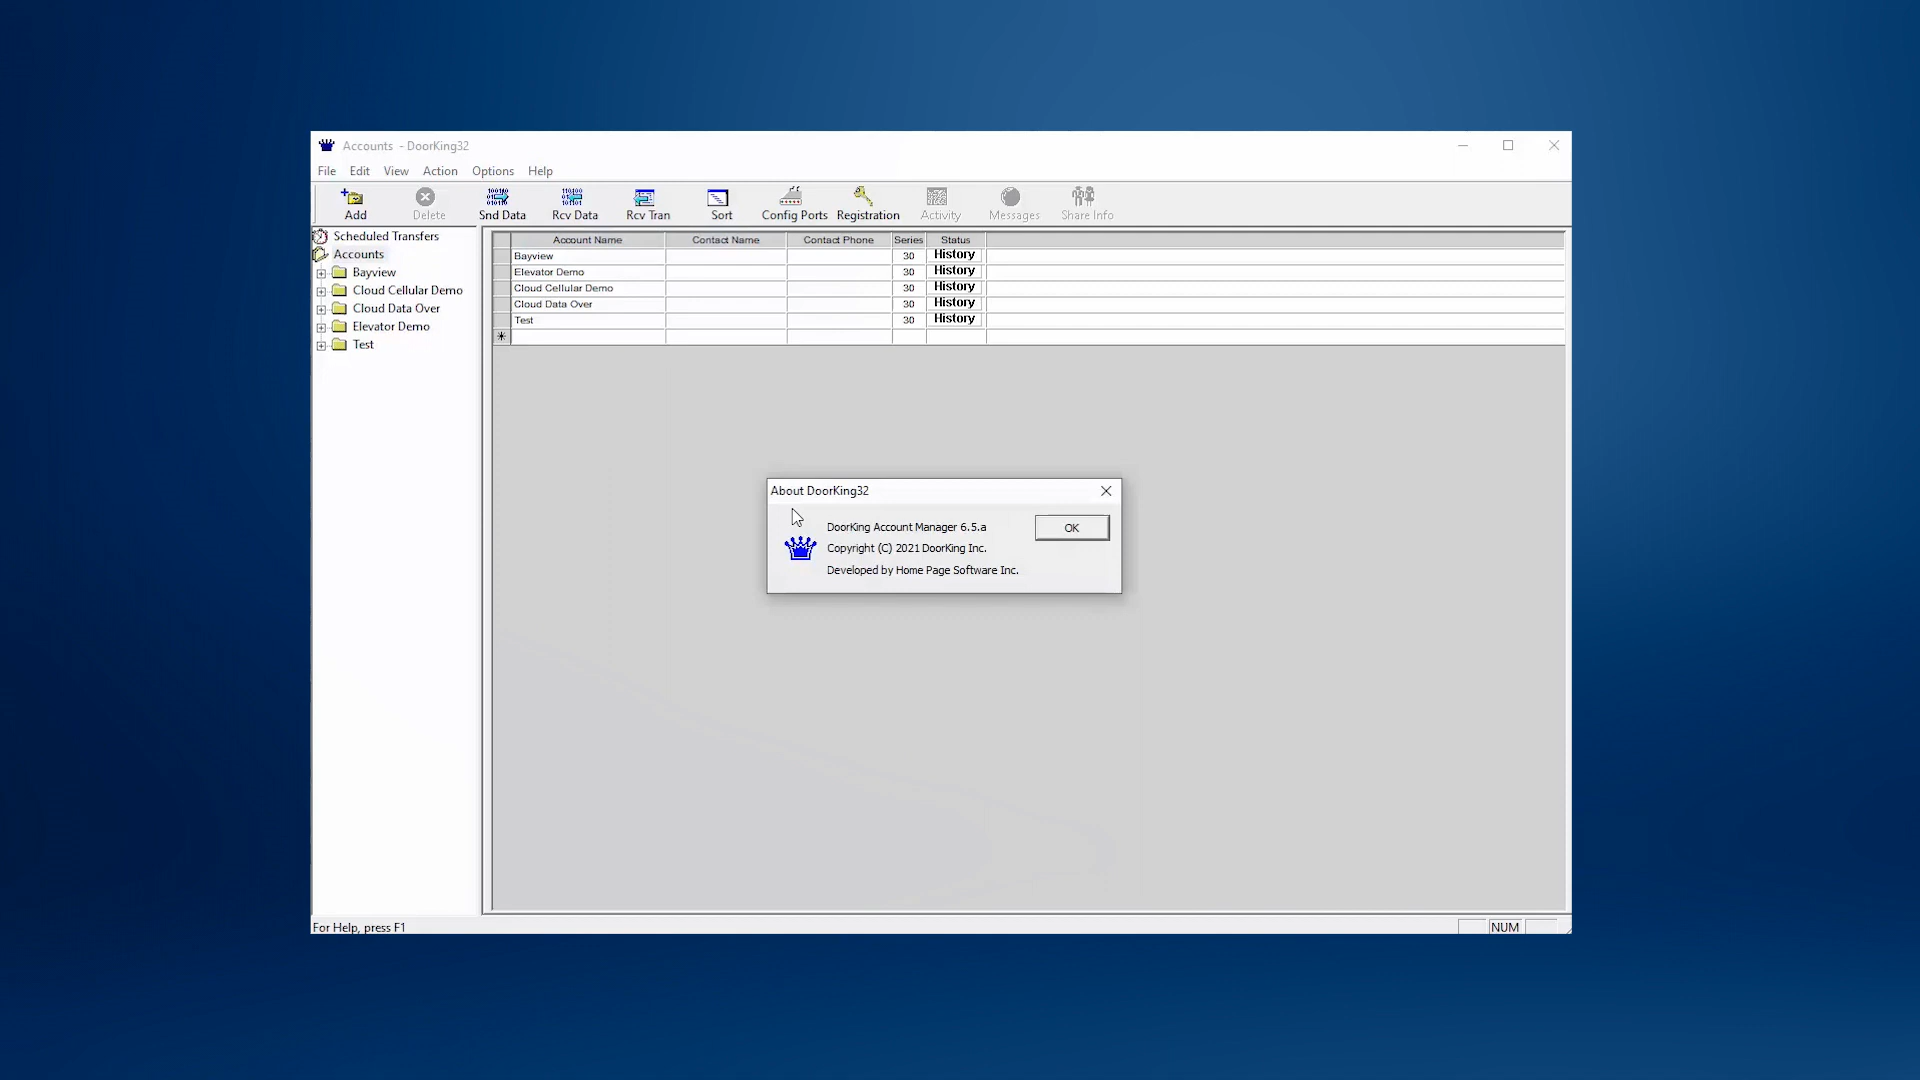 Accounts - DoorKing32
File Edit View Action Options Help
Add Delete Snd Data Rcv Data Rcv Tran Sort Config Ports Registration Activity Messages Share Info
Scheduled Transfers
Accounts
Bayview
Cloud Cellular Demo
Cloud Data Over
Elevator Demo
Test
Account Name Contact Name Contact Phone Series Status
Bayview 30 History
Elevator Demo 30 History
Cloud Cellular Demo 30 History
Cloud Data Over 30 History
Test 30 History
About DoorKing32
DoorKing Account Manager 6.5.a
OK
Copyright (C) 2021 DoorKing Inc.
Developed by Home Page Software Inc.
For Help, press F1
NUM